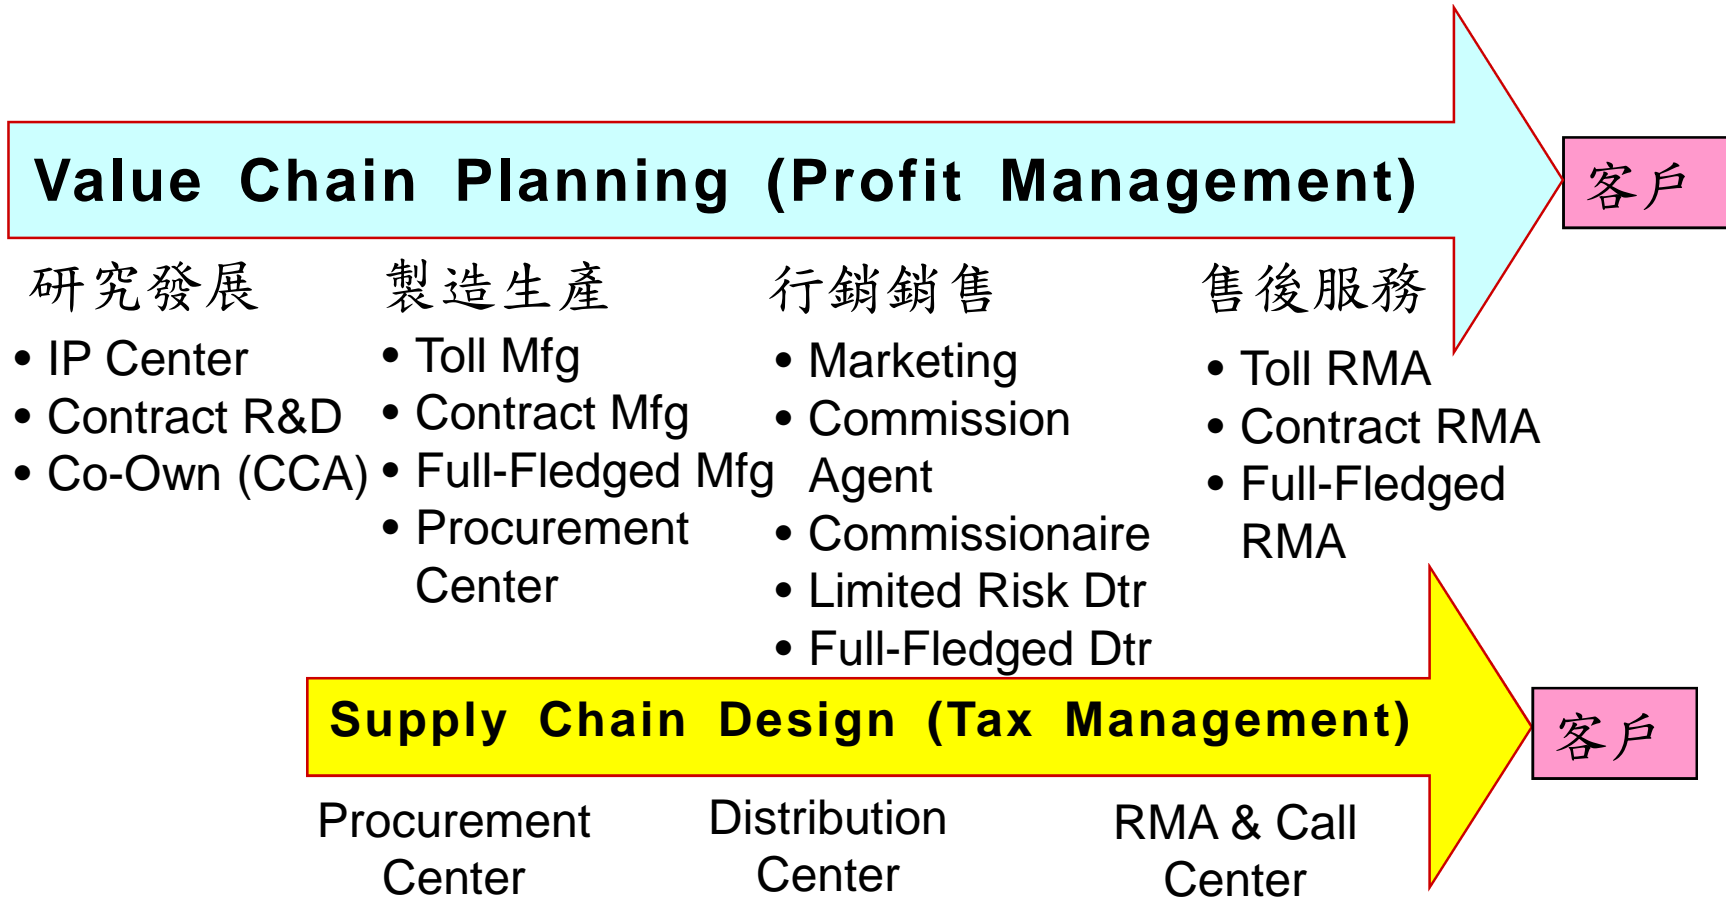 Value Chain Planning (Profit Management)
客戶
研究發展
• IP Center
• Contract R&D
• Co-Own (CCA)
製造生產
• Toll Mfg
• Contract Mfg
• Full-Fledged Mfg
• Procurement
Center
行銷銷售
• Marketing
• Commission
Agent
• Commissionaire
• Limited Risk Dtr
• Full-Fledged Dtr
售後服務
• Toll RMA
• Contract RMA
• Full-Fledged
RMA
Supply Chain Design (Tax Management)
客戶
Procurement
Center
Distribution
Center
RMA & Call
Center